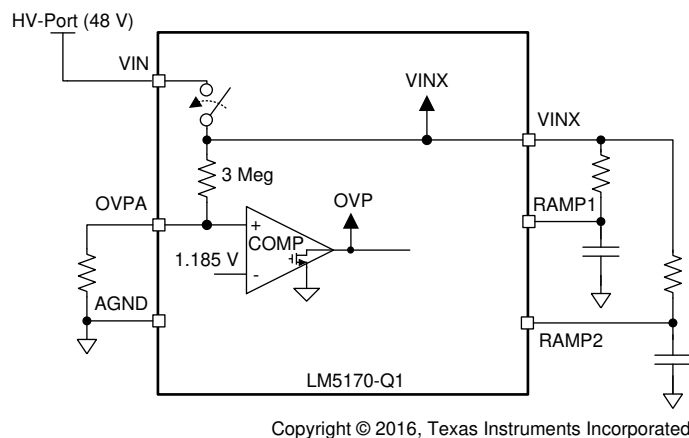 HV-Port (48 V)
VIN
VINX
VINX
3 Meg
OVPA
OVP
RAMP1
+
COMP
1.185 V
-
AGND
RAMP2
LM5170-Q1
Copyright © 2016, Texas Instruments Incorporated